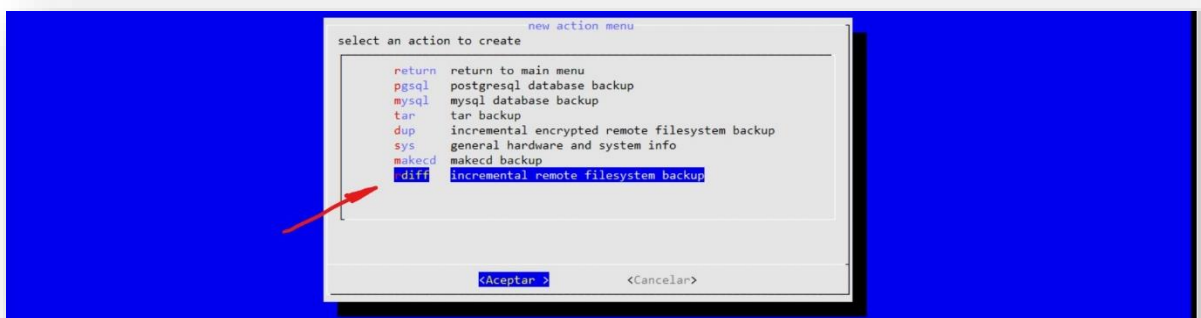 new action menu
select an action to create
return return to main menu
pgsql postgresql database backup
mysql mysql database backup
tar tar backup
dup incremental encrypted remote filesystem backup
sys general hardware and system info
makecd makecd backup
rdiff incremental remote filesystem backup
<Aceptar > <Cancelar>